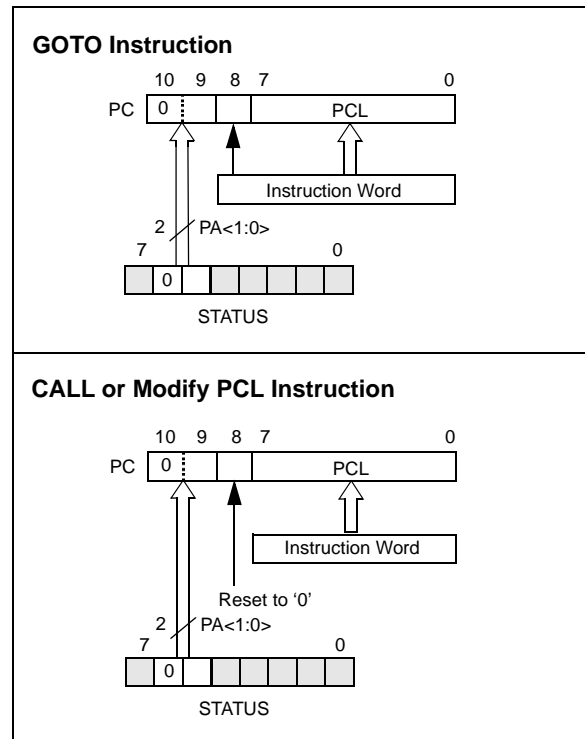 GOTO Instruction
10 9 8 7 0
PC 0 PCL
Instruction Word
2 PA<1:0>
7 0
0
STATUS
CALL or Modify PCL Instruction
10 9 8 7 0
PC 0 PCL
Instruction Word
Reset to ‘0’
2 PA<1:0>
7 0
0
STATUS